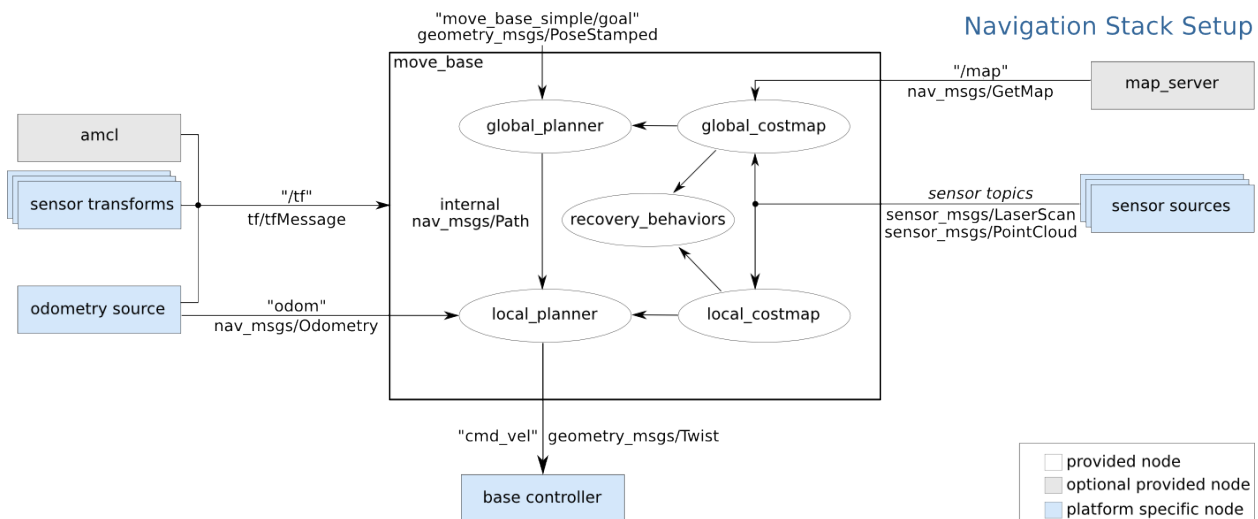 Navigation Stack Setup
"move_base_simple/goal"
geometry_msgs/PoseStamped
move_base
"/map"
nav_msgs/GetMap
map_server
global_planner
global_costmap
amcl
sensor transforms
"/tf"
tf/tfMessage
internal
nav_msgs/Path
recovery_behaviors
sensor topics
sensor_msgs/LaserScan
sensor_msgs/PointCloud
sensor sources
odometry source
"odom"
nav_msgs/Odometry
local_planner
local_costmap
"cmd_vel" geometry_msgs/Twist
base controller
provided node
optional provided node
platform specific node